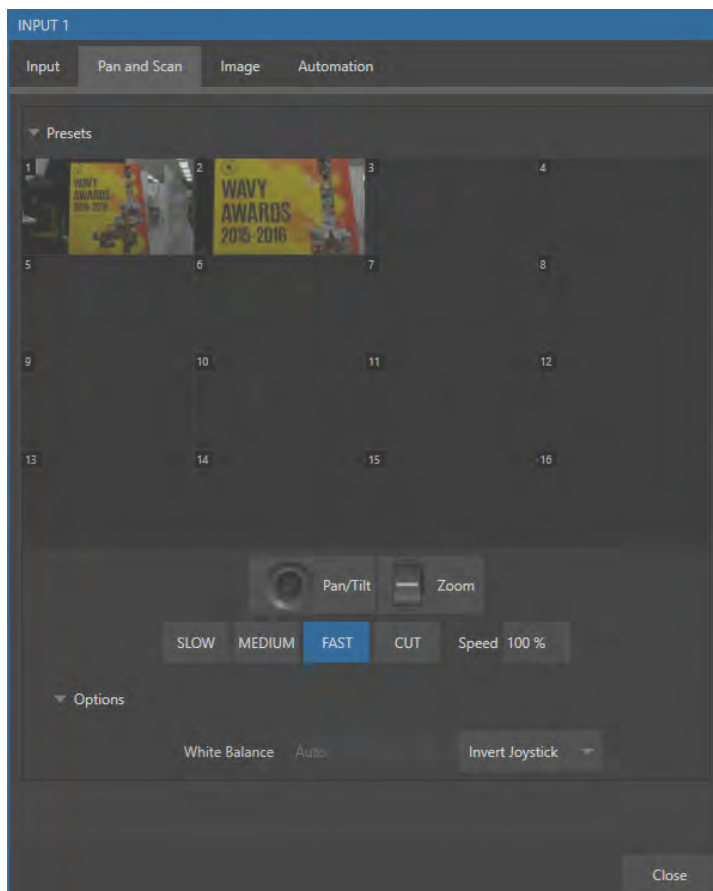 INPUT 1
Input Pan and Scan Image Automation
Presets
1 2 3 4
WAVY
AWARDS
2015-2016
WAVY
AWARDS
2015-2016
5 6 7 8
9 10 11 12
13 14 15 16
Pan/Tilt Zoom
SLOW MEDIUM FAST CUT Speed 100 %
Options
White Balance Auto Invert Joystick
Close